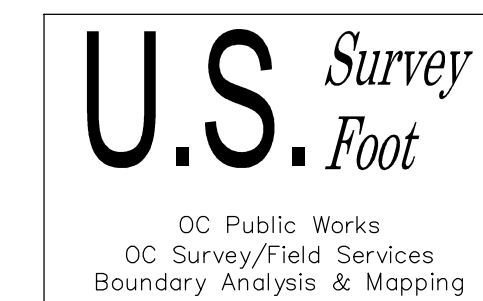 U.S. Survey Foot
OC Public Works
OC Survey/Field Services
Boundary Analysis & Mapping